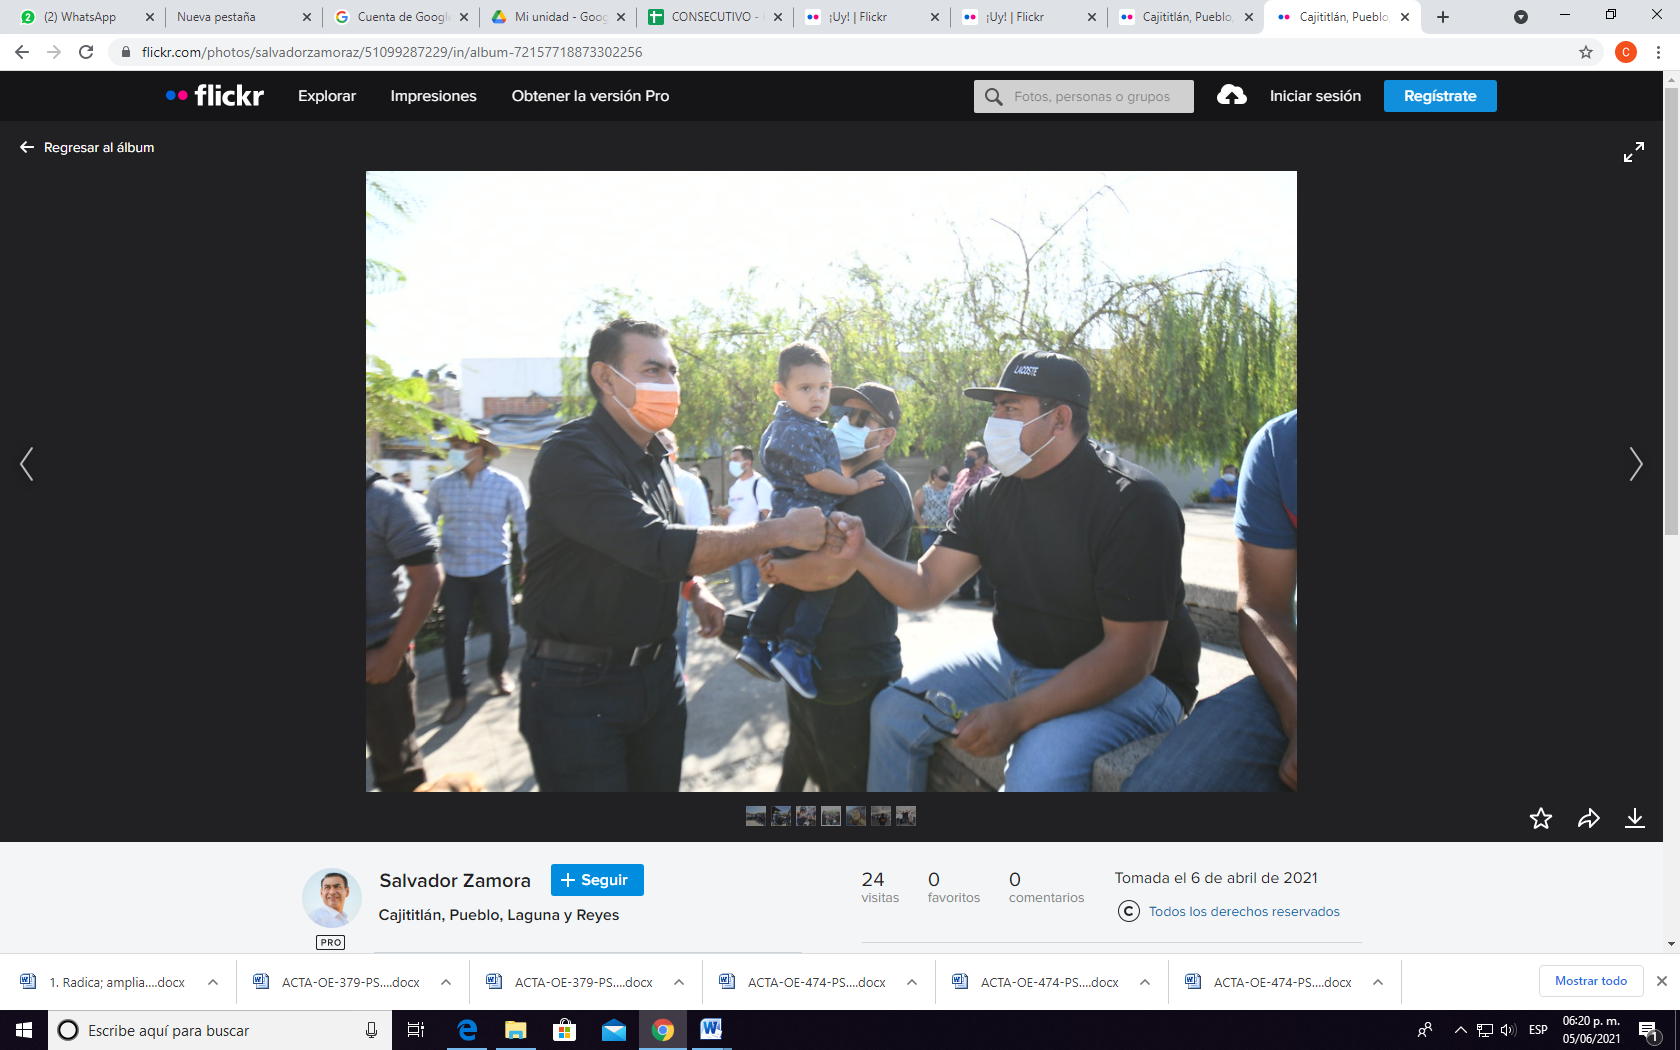 (2) WhatsApp
Nueva pestaña
Cuenta de Google
Mi unidad - Goog
CONSECUTIVO -
¡Uy! | Flickr
¡Uy! | Flickr
Cajititlán, Pueblo,
Cajititlán, Pueblo,
flickr.com/photos/salvadorzamoraz/51099287229/in/album-72157718873302256
C
flickr
Explorar
Impresiones
Obtener la versión Pro
Fotos, personas o grupos
Iniciar sesión
Regístrate
Regresar al álbum
LACOSTE
Salvador Zamora
+ Seguir
Cajititlán, Pueblo, Laguna y Reyes
PRO
24
visitas
0
favoritos
0
comentarios
Tomada el 6 de abril de 2021
Todos los derechos reservados
1. Radica; amplia....docx
ACTA-OE-379-PS....docx
ACTA-OE-379-PS....docx
ACTA-OE-474-PS....docx
ACTA-OE-474-PS....docx
ACTA-OE-474-PS....docx
Mostrar todo
Escribe aquí para buscar
ESP
06:20 p. m.
05/06/2021
1